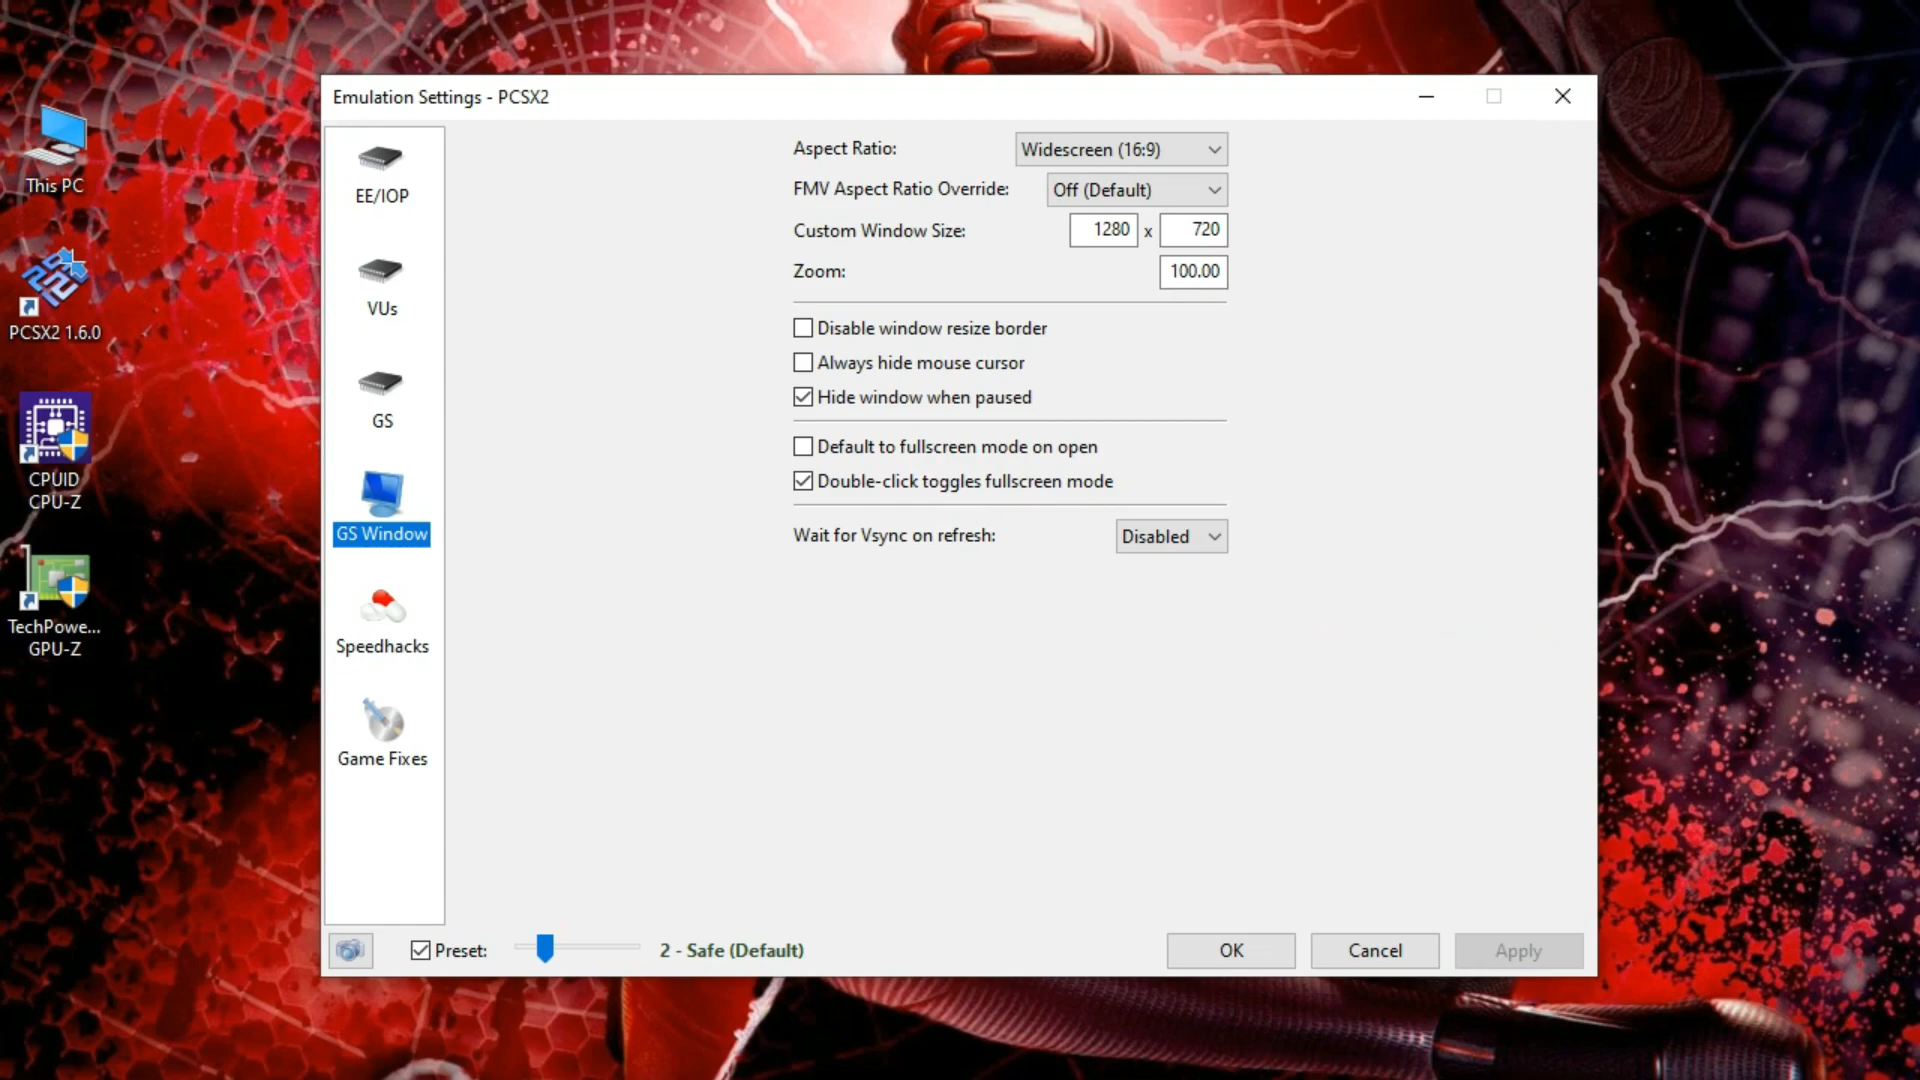 Emulation Settings - PCSX2
This PC
PCSX2 1.6.0
CPUID
CPU-Z
TechPowe...
GPU-Z
EE/IOP
VUs
GS
GS Window
Speedhacks
Game Fixes
Aspect Ratio: Widescreen (16:9)
FMV Aspect Ratio Override: Off (Default)
Custom Window Size: 1280 x 720
Zoom: 100.00
Disable window resize border
Always hide mouse cursor
Hide window when paused
Default to fullscreen mode on open
Double-click toggles fullscreen mode
Wait for Vsync on refresh: Disabled
Preset: 2 - Safe (Default)
OK Cancel Apply